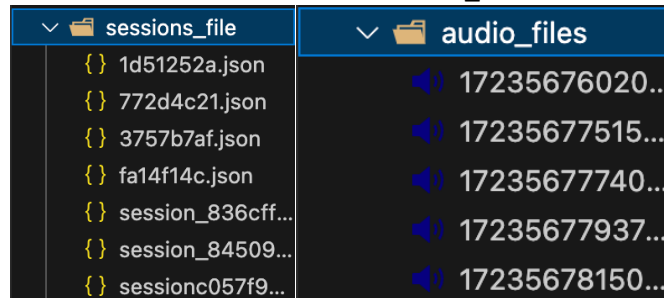 sessions_file
{} 1d51252a.json
{} 772d4c21.json
{} 3757b7af.json
{} fa14f14c.json
{} session_836cff...
{} session_84509...
{} sessionc057f9...
audio_files
17235676020...
17235677515...
17235677740...
17235677937...
17235678150...